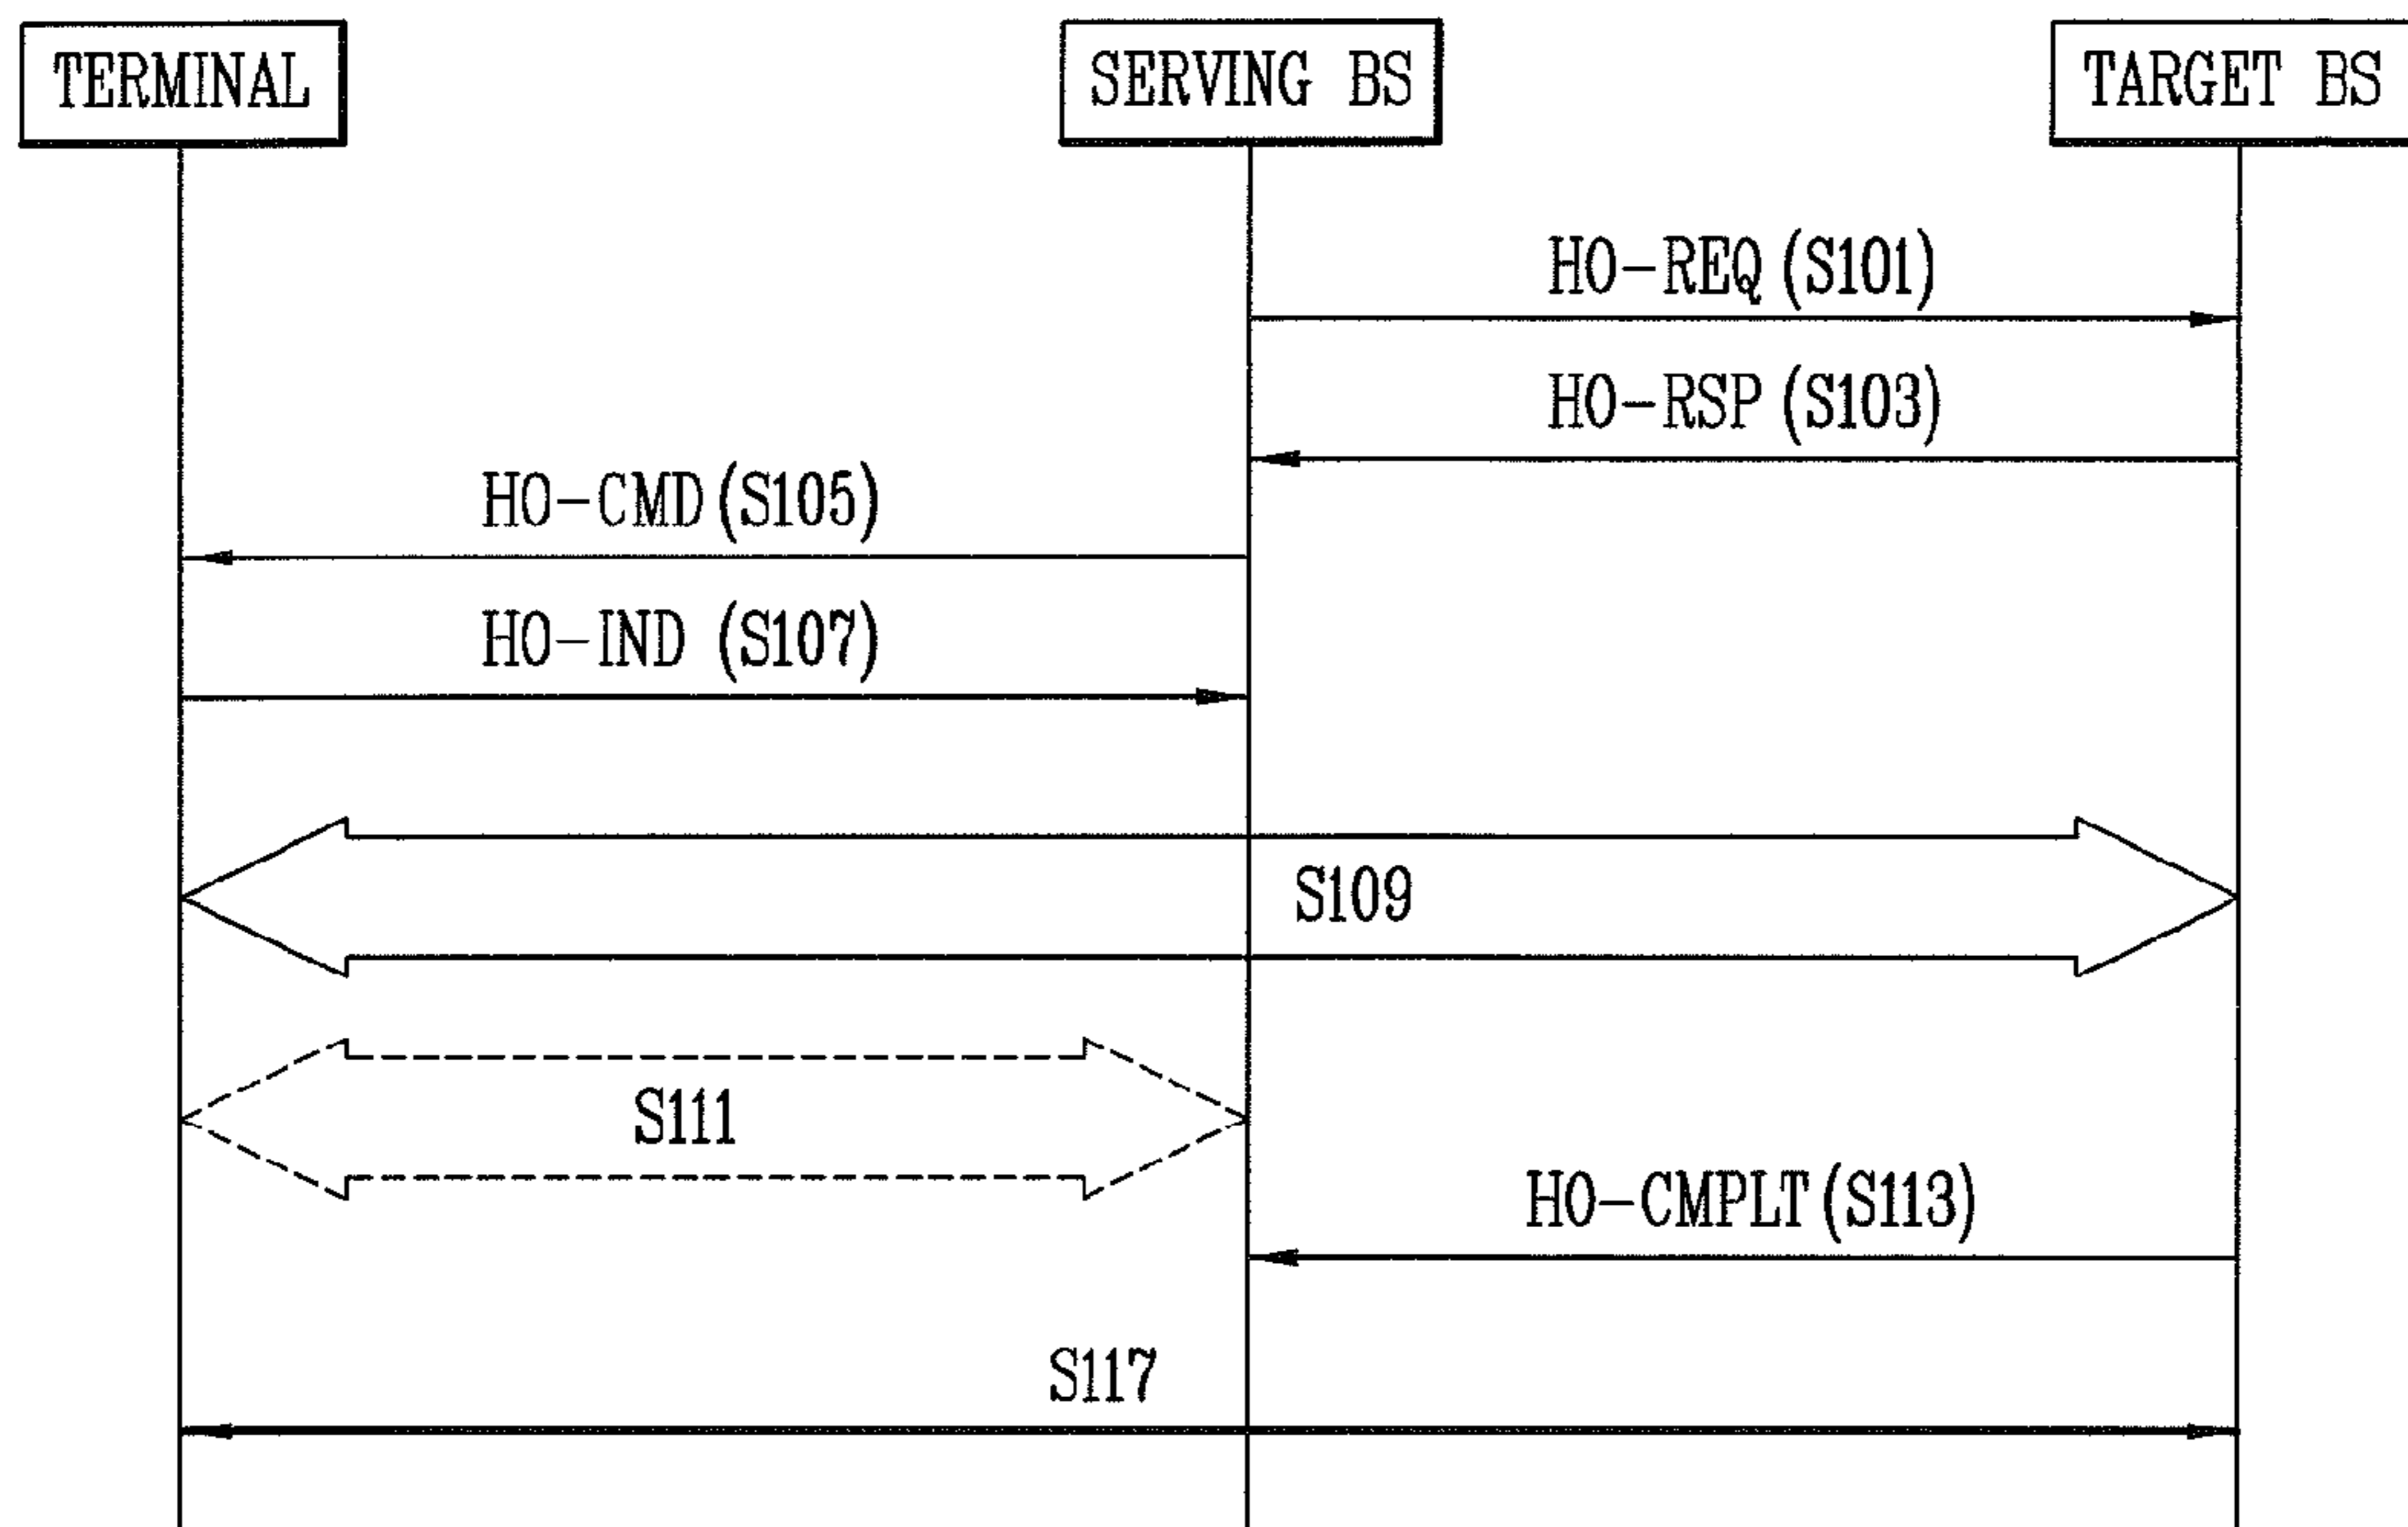 TERMINAL
SERVING BS
TARGET BS
HO-REQ (S101)
HO-RSP (S103)
HO-CMD (S105)
HO-IND (S107)
S109
S111
HO-CMPLT (S113)
S117